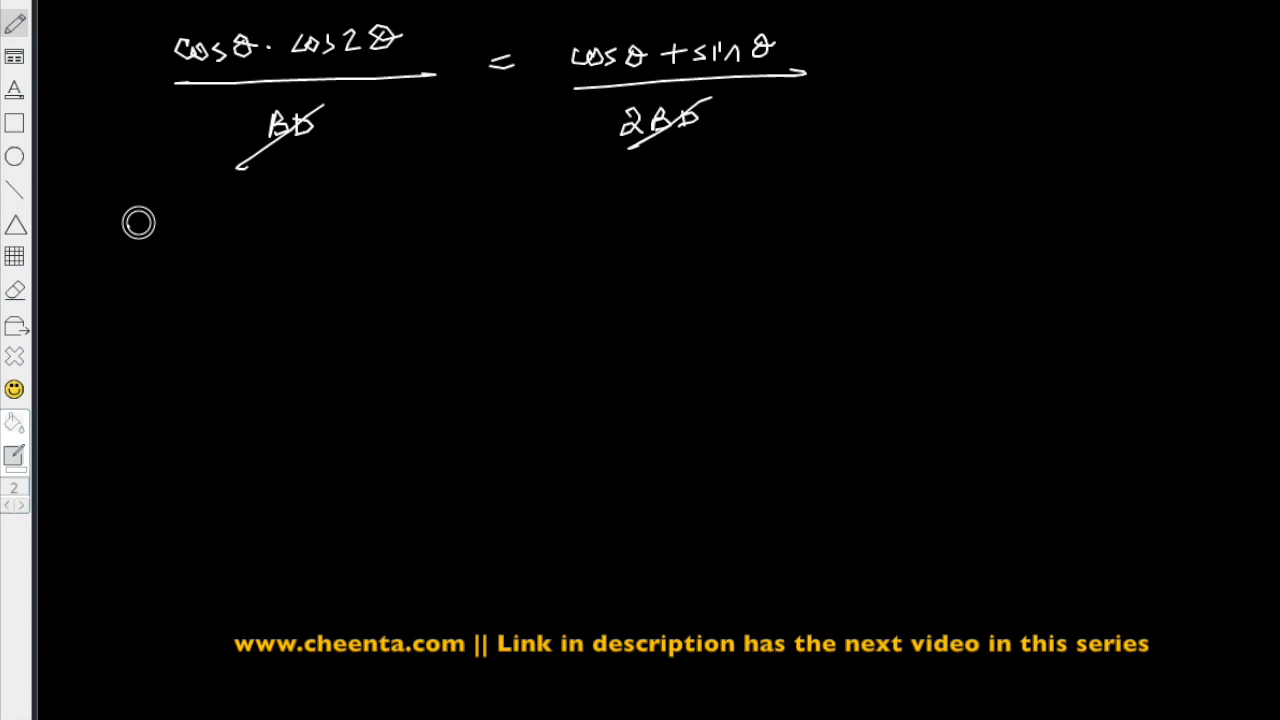 cosθ · cos2θ = cosθ + sinθ
BD 2BD
2
www.cheenta.com || Link in description has the next video in this series